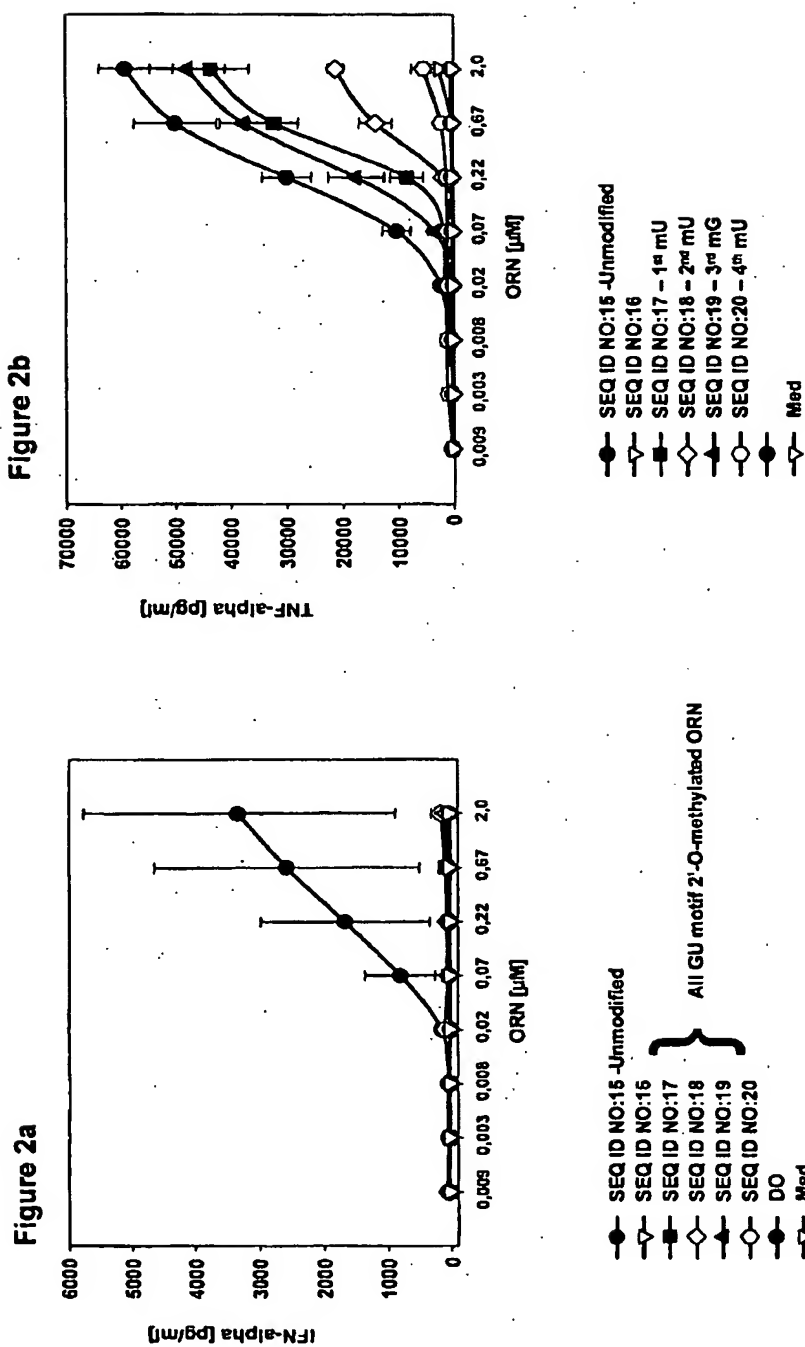 Figure 2a
IFN-alpha [pg/ml]
6000
5000
4000
3000
2000
1000
0
0,009 0,003 0,008 0,02 0,07 0,22 0,67 2,0
ORN [µM]
SEQ ID NO:15 -Unmodified
SEQ ID NO:15
SEQ ID NO:17
SEQ ID NO:18
SEQ ID NO:19
SEQ ID NO:20
DO
Med
All GU motif 2'-O-methylated ORN
Figure 2b
TNF-alpha [pg/ml]
70000
60000
50000
40000
30000
20000
10000
0
0,009 0,003 0,008 0,02 0,07 0,22 0,67 2,0
ORN [µM]
SEQ ID NO:15 -Unmodified
SEQ ID NO:16
SEQ ID NO:17 – 1st mU
SEQ ID NO:18 – 2nd mU
SEQ ID NO:19 – 3rd mG
SEQ ID NO:20 – 4th mU
Med